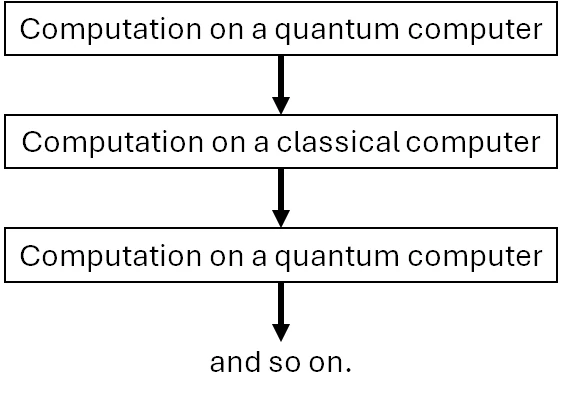 Computation on a quantum computer
Computation on a classical computer
Computation on a quantum computer
and so on.